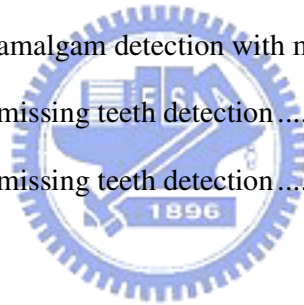 amalgam detection with
missing teeth detection....
missing teeth detection....
1896